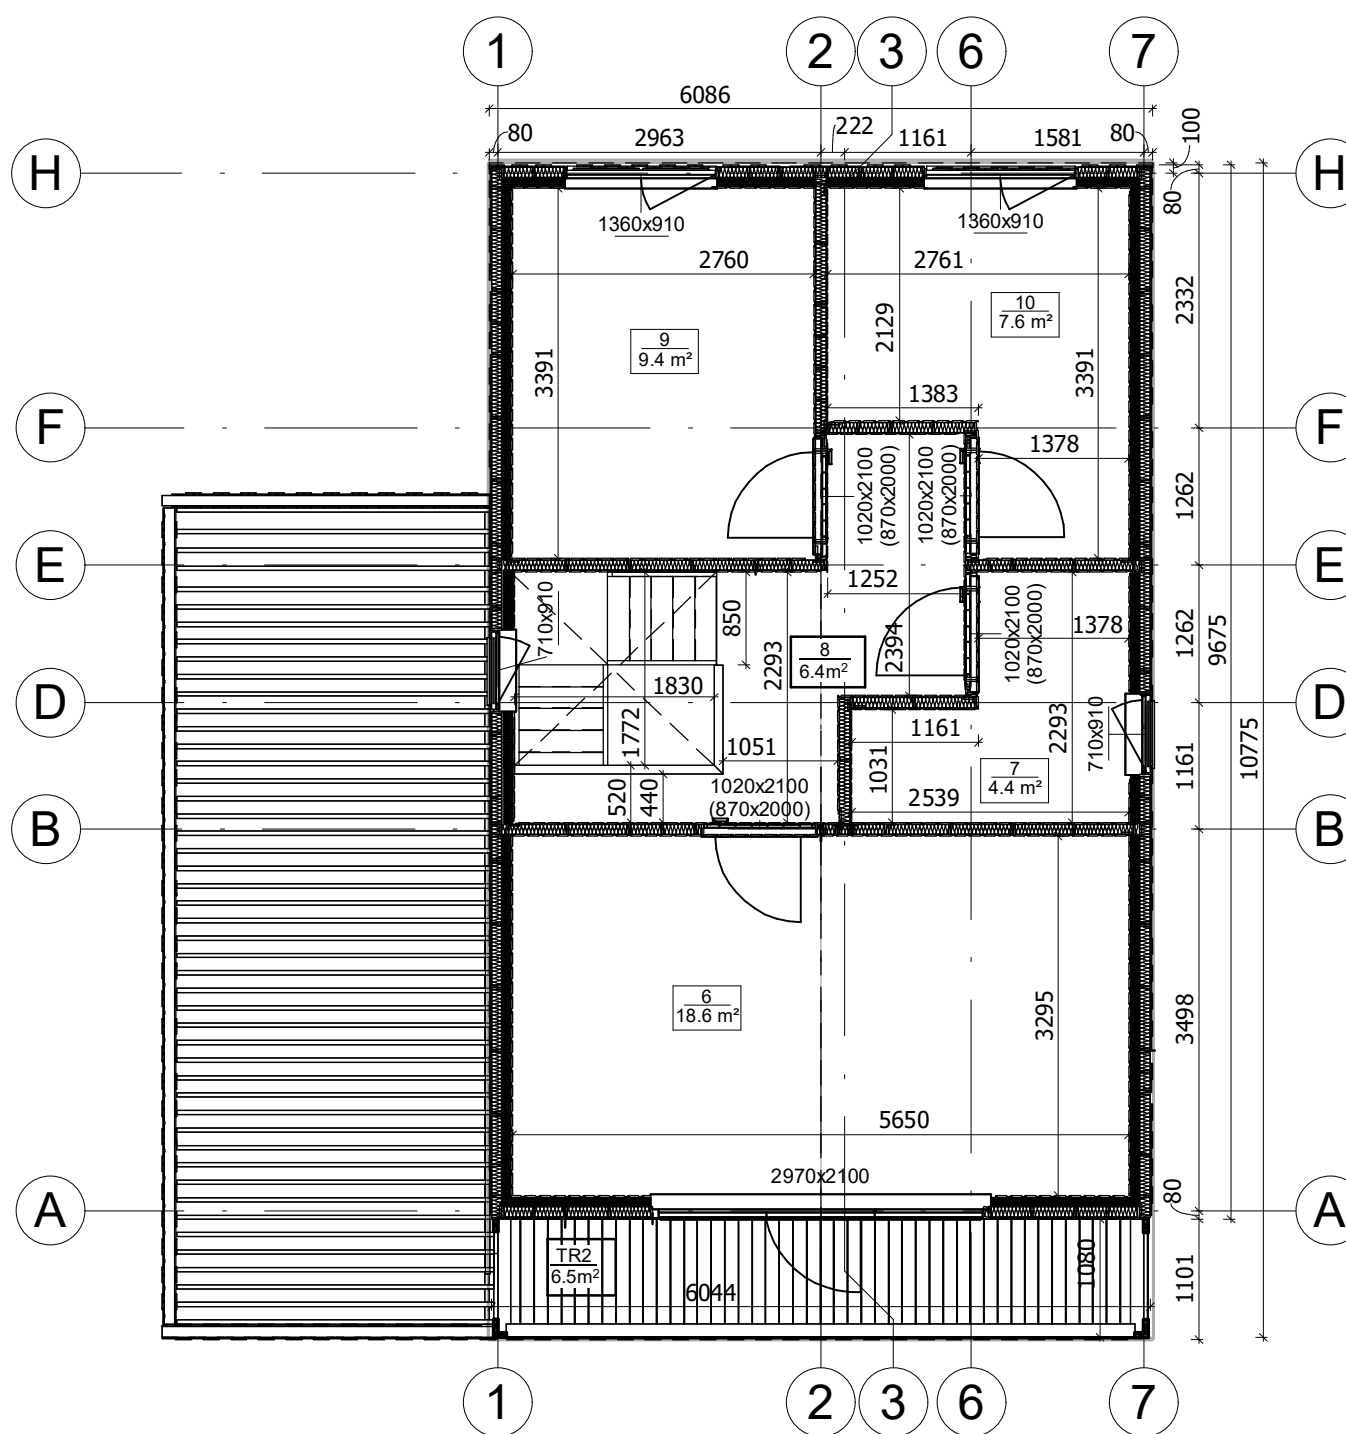 1
2
3
6
7
6086
80
2963
222
1161
1581
80
100
H
H
80
1360x910
1360x910
2760
2761
2332
10
7.6 m²
9
9.4 m²
2129
3391
3391
1383
F
F
1378
1020x2100
(870x2000)
1020x2100
(870x2000)
1262
E
E
1252
710x910
850
2293
8
6.4m²
2394
1020x2100
(870x2000)
1378
1262
9675
1830
D
D
1772
1051
1161
2293
710x910
10775
1031
7
4.4 m²
1161
520
440
1020x2100
(870x2000)
2539
B
B
6
18.6 m²
3295
3498
5650
2970x2100
80
A
A
TR2
6.5m²
6044
1080
1101
1
2
3
6
7